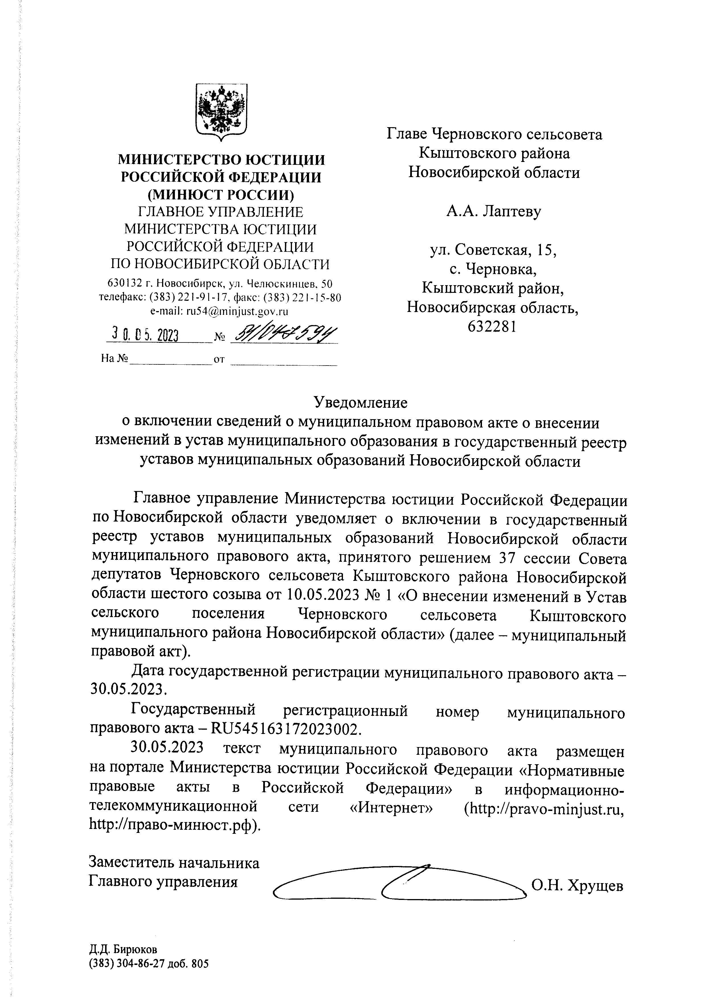 МИНИСТЕРСТВО ЮСТИЦИИ
РОССИЙСКОЙ ФЕДЕРАЦИИ
(МИНЮСТ РОССИИ)
ГЛАВНОЕ УПРАВЛЕНИЕ
МИНИСТЕРСТВА ЮСТИЦИИ
РОССИЙСКОЙ ФЕДЕРАЦИИ
ПО НОВОСИБИРСКОЙ ОБЛАСТИ
630132 г. Новосибирск, ул. Челюскинцев, 50
телефакс: (383) 221-91-17, факс: (383) 221-15-80
e-mail: ru54@minjust.gov.ru
30.05.2023 №
На № от
Главе Черновского сельсовета
Кыштовского района
Новосибирской области
А.А. Лаптеву
ул. Советская, 15,
с. Черновка,
Кыштовский район,
Новосибирская область,
632281
Уведомление
о включении сведений о муниципальном правовом акте о внесении
изменений в устав муниципального образования в государственный реестр
уставов муниципальных образований Новосибирской области
Главное управление Министерства юстиции Российской Федерации
по Новосибирской области уведомляет о включении в государственный
реестр уставов муниципальных образований Новосибирской области
муниципального правового акта, принятого решением 37 сессии Совета
депутатов Черновского сельсовета Кыштовского района Новосибирской
области шестого созыва от 10.05.2023 № 1 «О внесении изменений в Устав
сельского поселения Черновского сельсовета Кыштовского
муниципального района Новосибирской области» (далее – муниципальный
правовой акт).
Дата государственной регистрации муниципального правового акта –
30.05.2023.
Государственный регистрационный номер муниципального
правового акта – RU545163172023002.
30.05.2023 текст муниципального правового акта размещен
на портале Министерства юстиции Российской Федерации «Нормативные
правовые акты в Российской Федерации» в информационно-
телекоммуникационной сети «Интернет» (http://pravo-minjust.ru,
http://право-минюст.рф).
Заместитель начальника
Главного управления О.Н. Хрущев
Д.Д. Бирюков
(383) 304-86-27 доб. 805